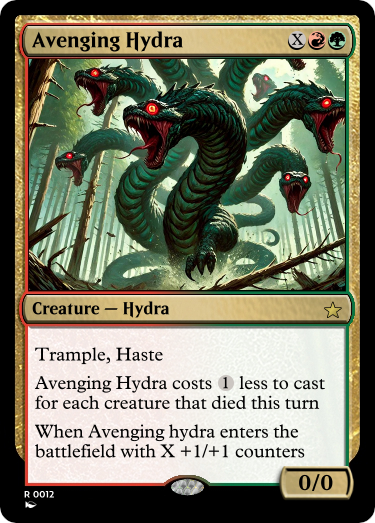 Avenging Hydra X
Creature — Hydra
Trample, Haste
Avenging Hydra costs 1 less to cast
for each creature that died this turn
When Avenging hydra enters the
battlefield with X +1/+1 counters
0/0
R 0012